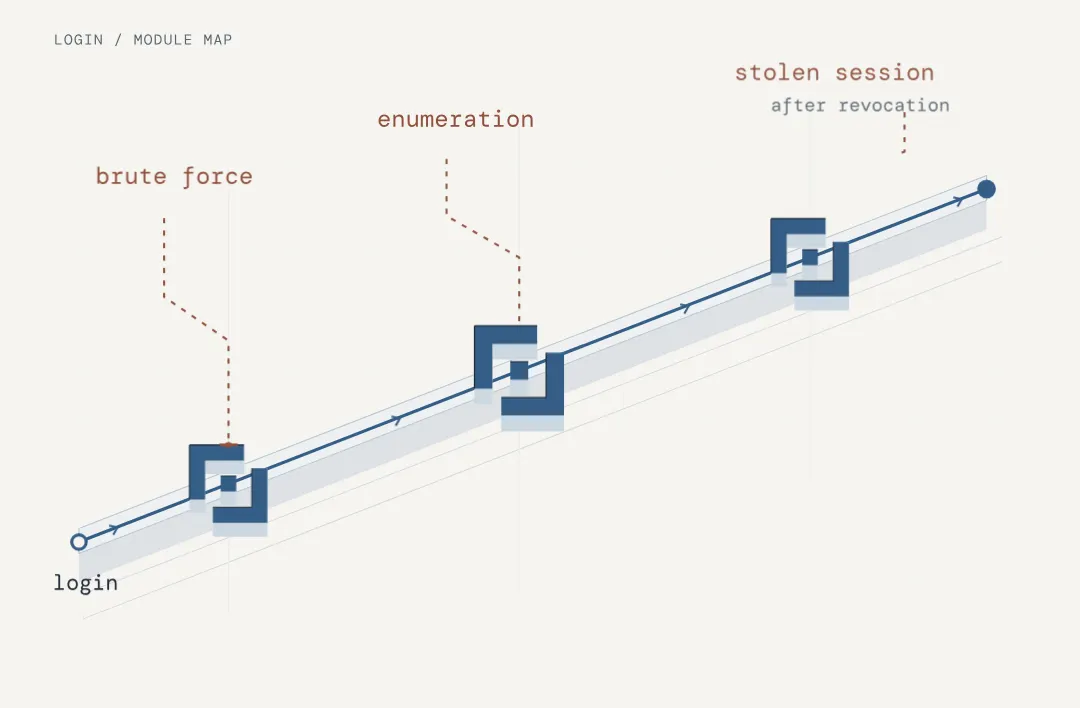 LOGIN / MODULE MAP
stolen session
after revocation
enumeration
brute force
login